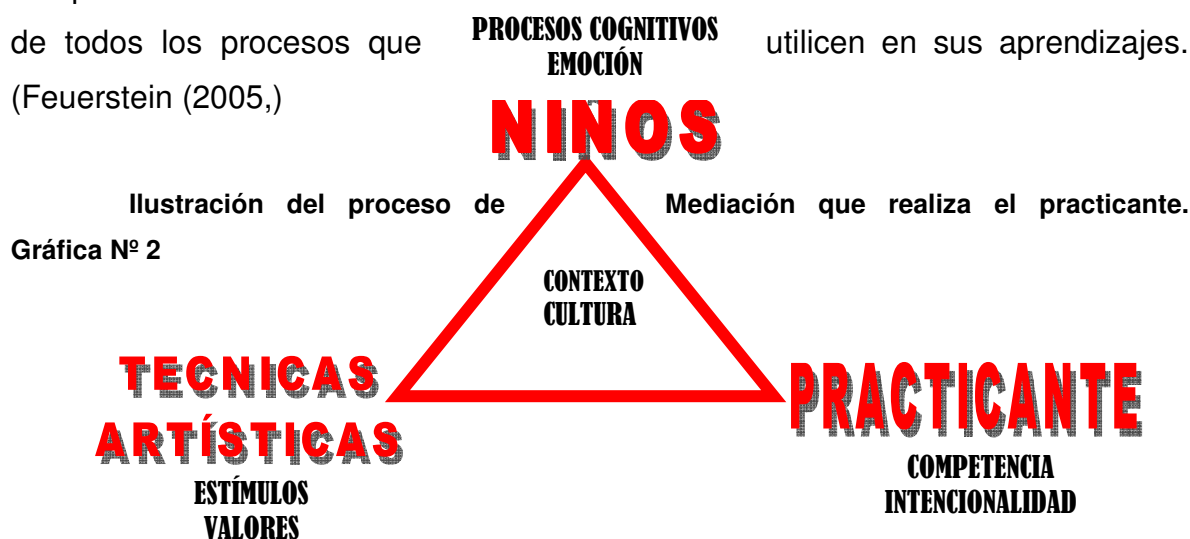 de todos los procesos que utilicen en sus aprendizajes.
(Feuerstein (2005,)
PROCESOS COGNITIVOS
EMOCIÓN
NIÑOS
Ilustración del proceso de Mediación que realiza el practicante.
Gráfica Nº 2
CONTEXTO
CULTURA
TECNICAS
ARTÍSTICAS
ESTÍMULOS
VALORES
PRACTICANTE
COMPETENCIA
INTENCIONALIDAD